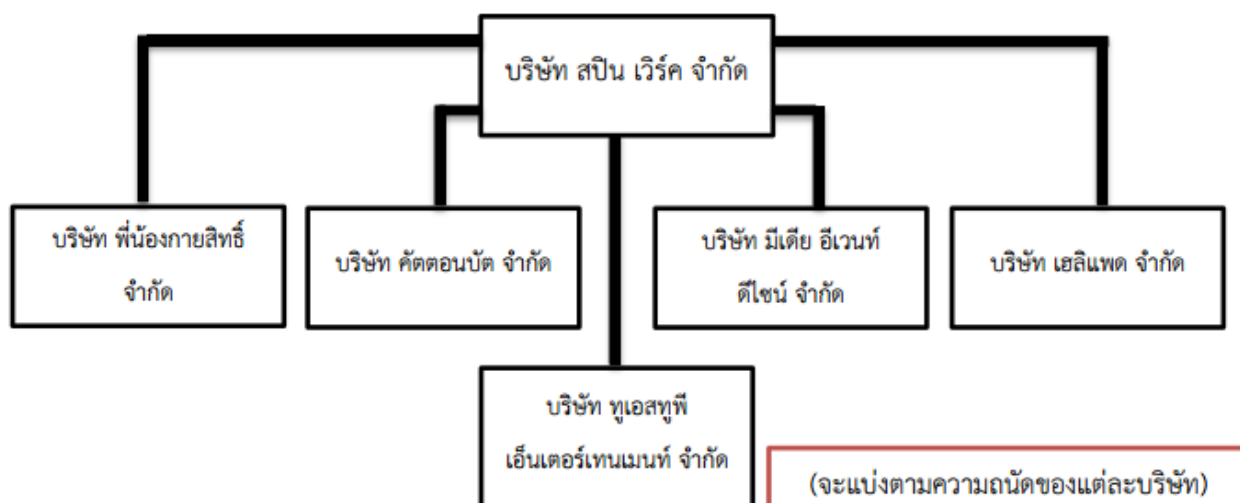 บริษัท สปิน เวิร์ค จำกัด
บริษัท พี่น้องกายสิทธิ์
จำกัด
บริษัท คัตตอนบัต จำกัด
บริษัท มีเดีย อีเวนท์
ดีไซน์ จำกัด
บริษัท เฮลิแพด จำกัด
บริษัท ทูเอสทูพี
เอ็นเตอร์เทนเมนท์ จำกัด
(จะแบ่งตามความถนัดของแต่ละบริษัท)